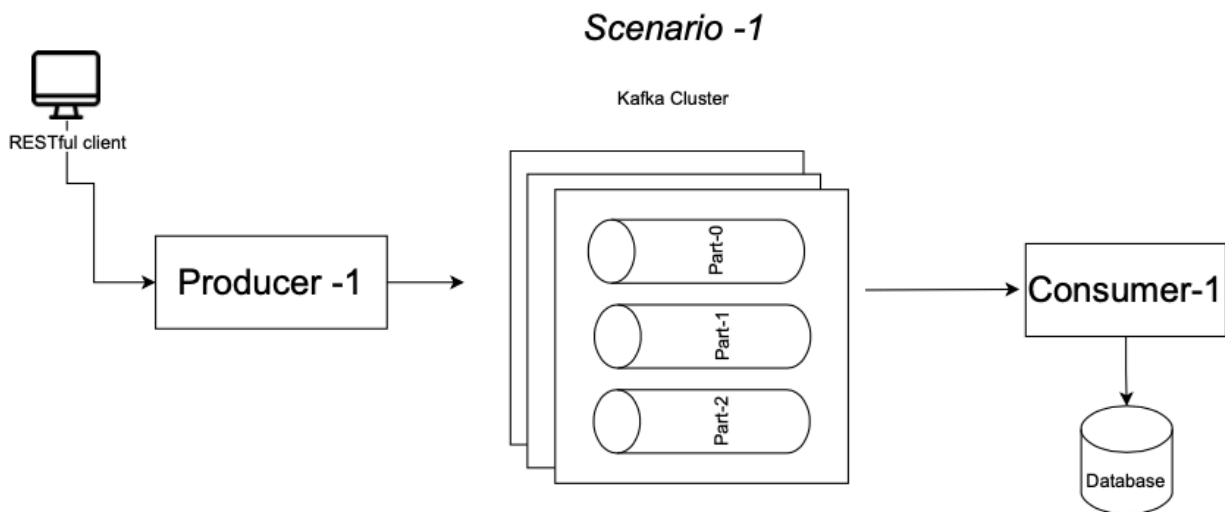 Scenario -1
Kafka Cluster
RESTful client
Producer -1
Part-0
Part-1
Part-2
Consumer-1
Database